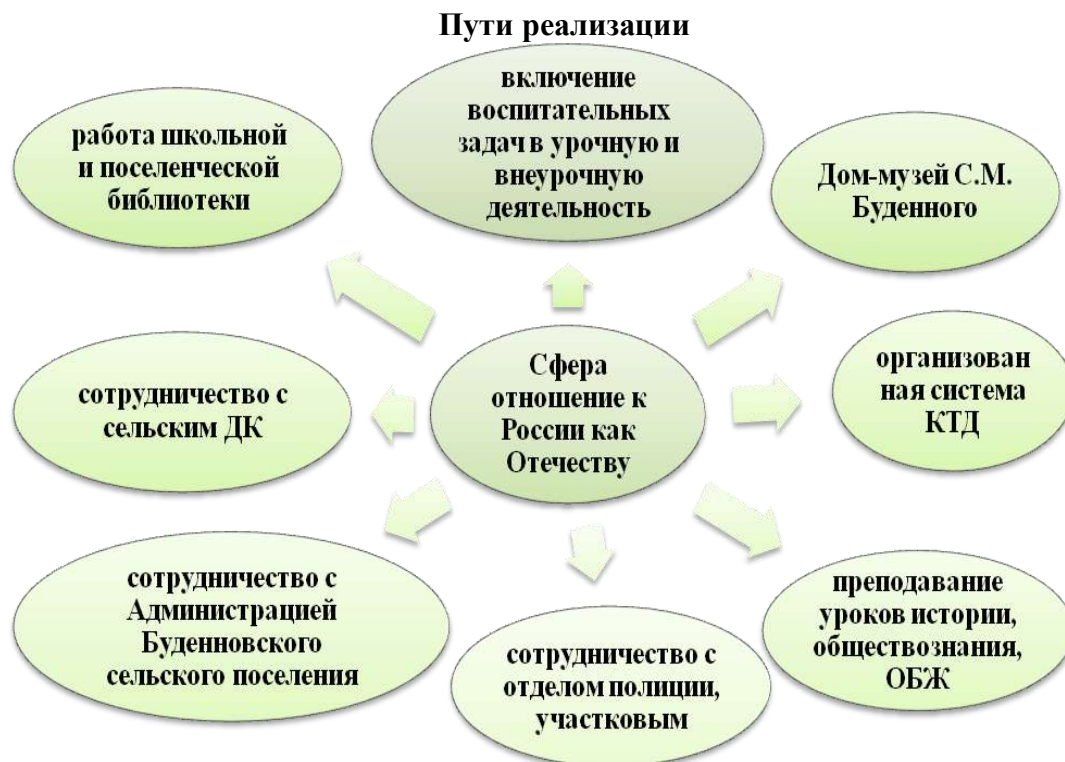 Пути реализации
включение
воспитательных
задач в урочную и
внеурочную
деятельность
работа школьной
и поселенческой
библиотеки
Дом-музей С.М.
Буденного
Сфера
отношение к
России как
Отечеству
сотрудничество с
сельским ДК
организован
ная система
КТД
сотрудничество с
Администрацией
Буденновского
сельского поселения
сотрудничество с
отделом полиции,
участковым
преподавание
уроков истории,
обществознания,
ОБЖ